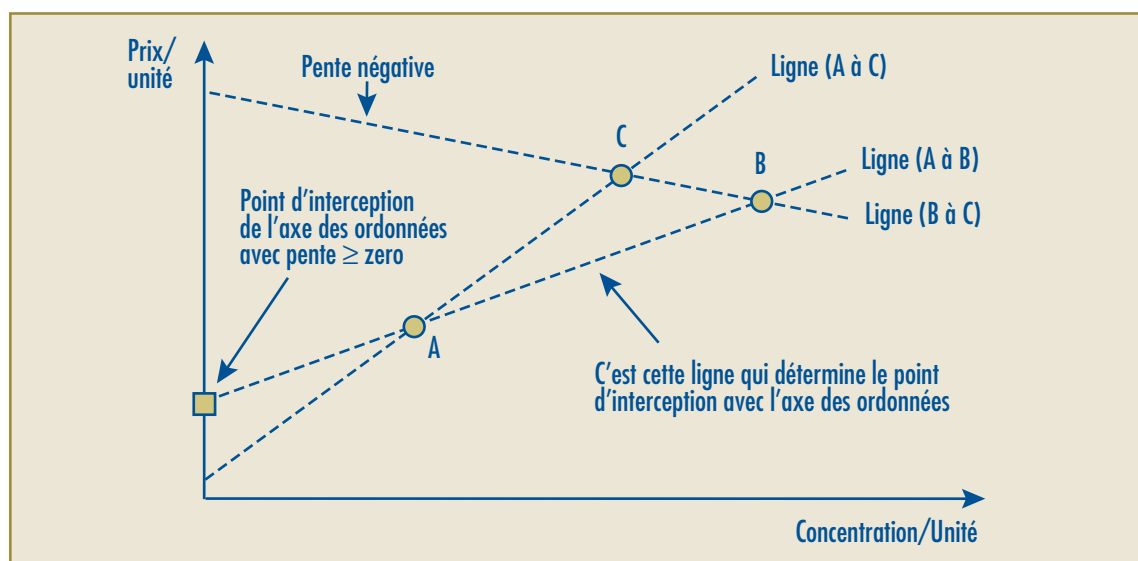 Prix/
unité
Pente négative
Ligne (A à C)
C
B
Ligne (A à B)
Ligne (B à C)
Point d’interception
de l’axe des ordonnées
avec pente ≥ zero
A
C’est cette ligne qui détermine le point
d’interception avec l’axe des ordonnées
Concentration/Unité